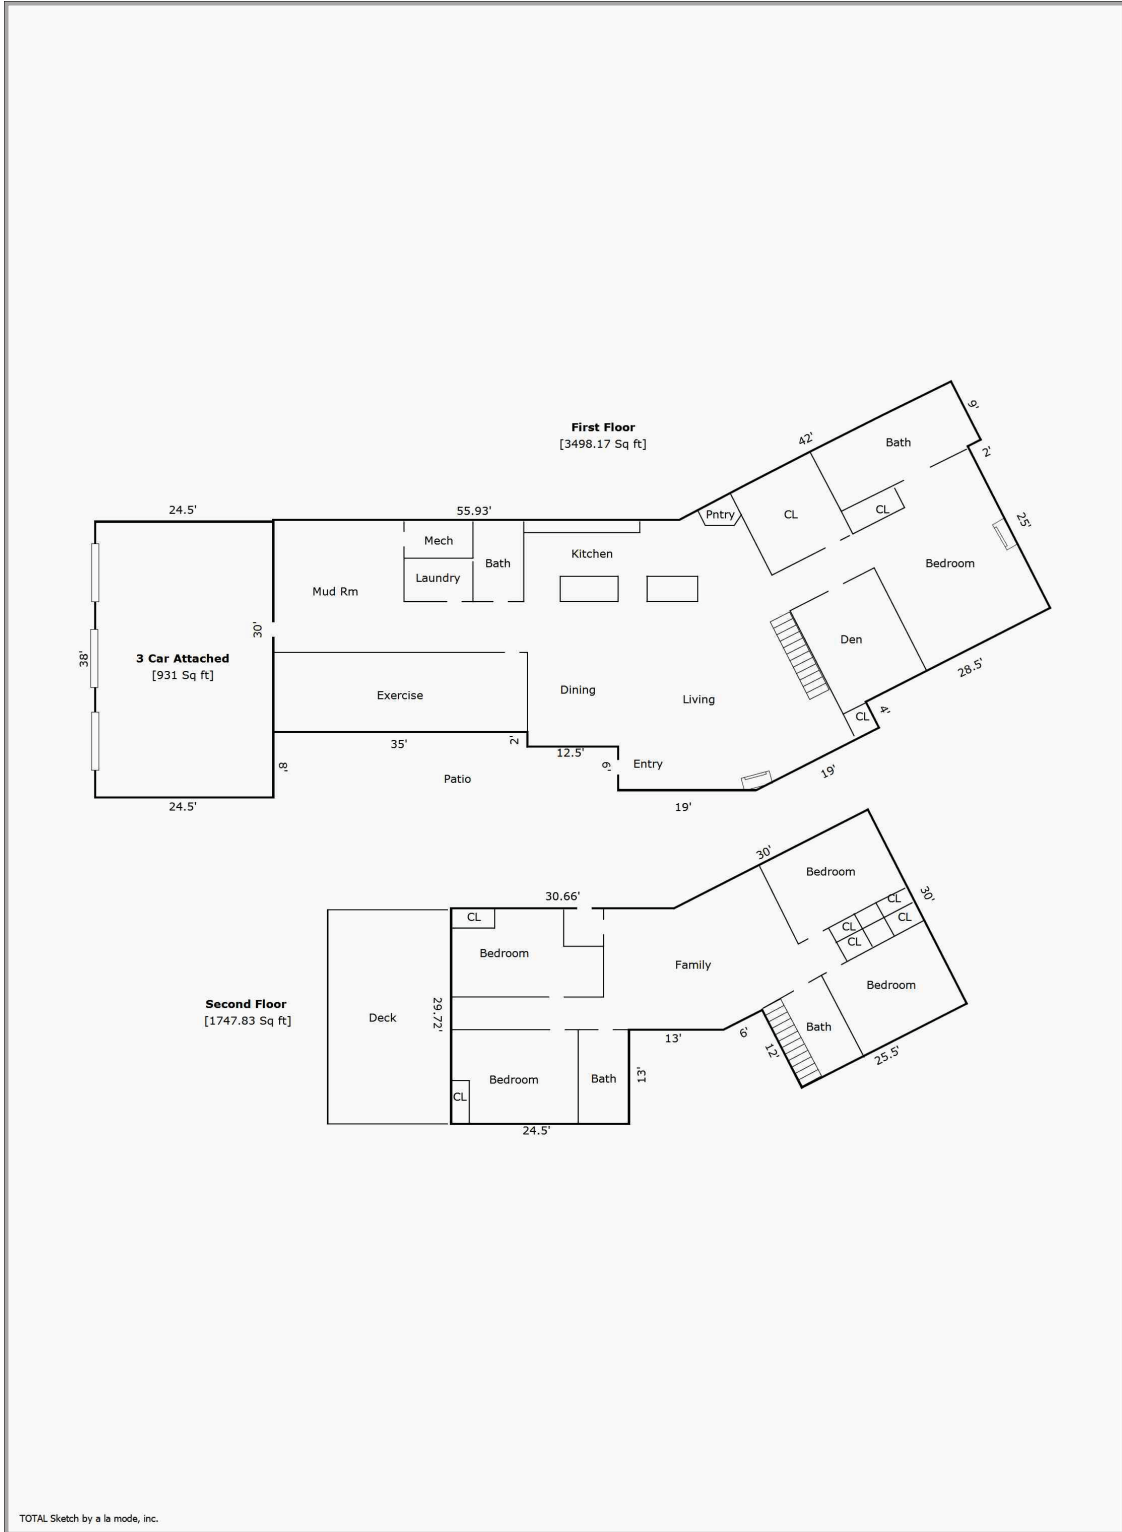 First Floor
[3498.17 Sq ft]
42'
9'
Bath
2'
24.5'
55.93'
Pntry
CL
CL
25'
Mech
Kitchen
Bath
Laundry
Bedroom
Mud Rm
30'
38'
3 Car Attached
[931 Sq ft]
Den
28.5'
Exercise
Dining
Living
CL
4'
35'
2'
12.5'
6'
Entry
8'
Patio
19'
24.5'
19'
30'
Bedroom
30.66'
30'
CL
CL
CL
CL
CL
Bedroom
Family
Bedroom
Second Floor
[1747.83 Sq ft]
Deck
29.72'
Bath
13'
6'
12'
25.5'
Bedroom
Bath
13'
CL
24.5'
TOTAL Sketch by a la mode, inc.